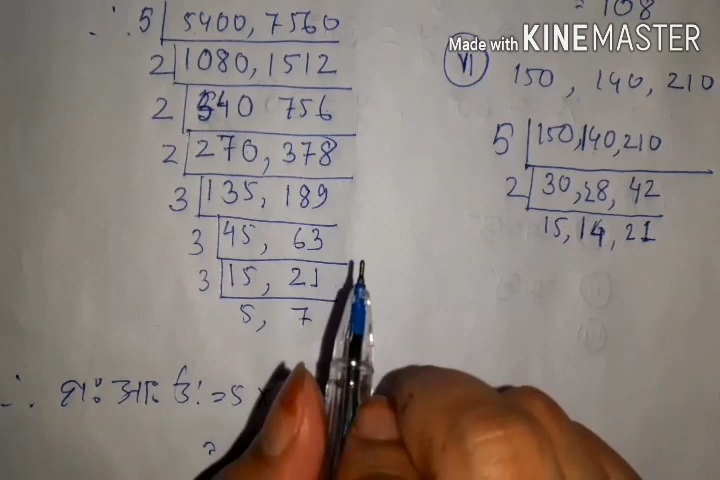 ∴ 5 | 5400, 7560
2 | 1080, 1512
2 | 540 756
2 | 270, 378
3 | 135, 189
3 | 45, 63
3 | 15, 21
5, 7
= 5
=
= 108
Made with KINEMASTER
VI 150, 140, 210
5 | 150, 140, 210
2 | 30, 28, 42
15, 14, 21